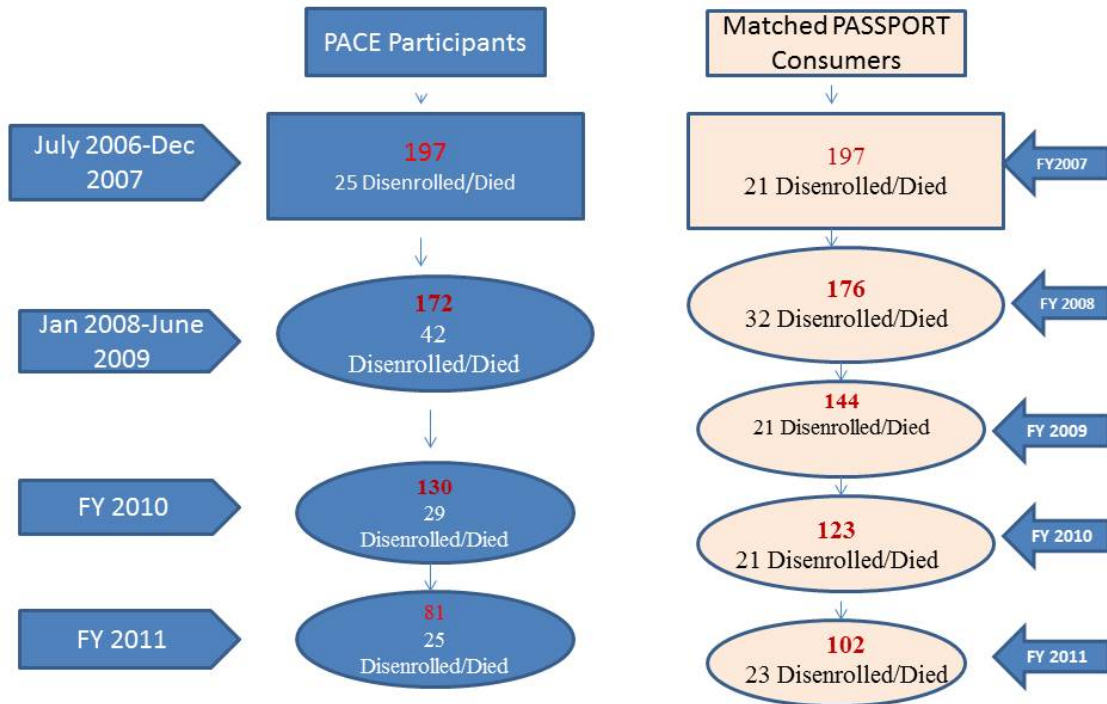 PACE Participants
Matched PASSPORT
Consumers
July 2006-Dec
2007
197
25 Disenrolled/Died
197
21 Disenrolled/Died
FY2007
Jan 2008-June
2009
172
42
Disenrolled/Died
176
32 Disenrolled/Died
FY 2008
144
21 Disenrolled/Died
FY 2009
FY 2010
130
29
Disenrolled/Died
123
21 Disenrolled/Died
FY 2010
FY 2011
81
25
Disenrolled/Died
102
23 Disenrolled/Died
FY 2011